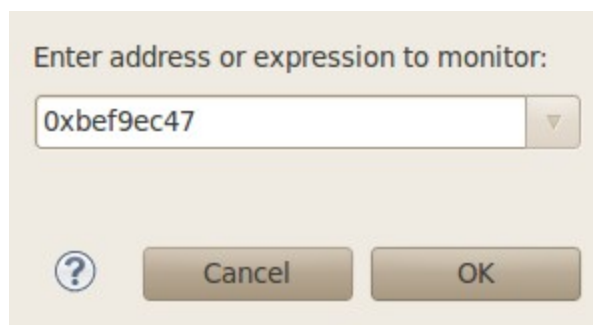 Enter address or expression to monitor:
0xbef9ec47
?
Cancel
OK